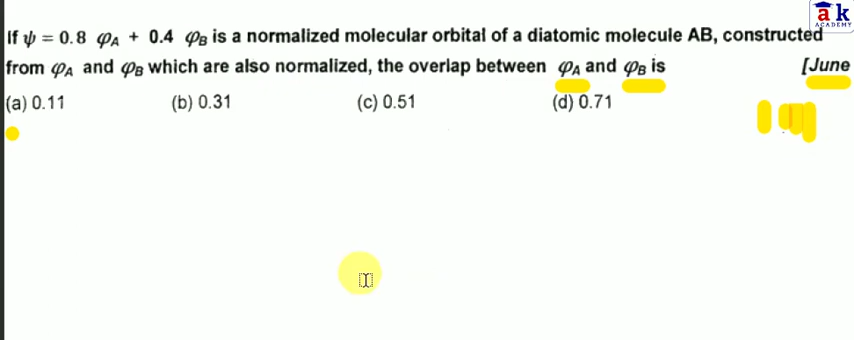 ak
ACADEMY
If ψ = 0.8 φA + 0.4 φB is a normalized molecular orbital of a diatomic molecule AB, constructed
from φA and φB which are also normalized, the overlap between φA and φB is [June
(a) 0.11 (b) 0.31 (c) 0.51 (d) 0.71